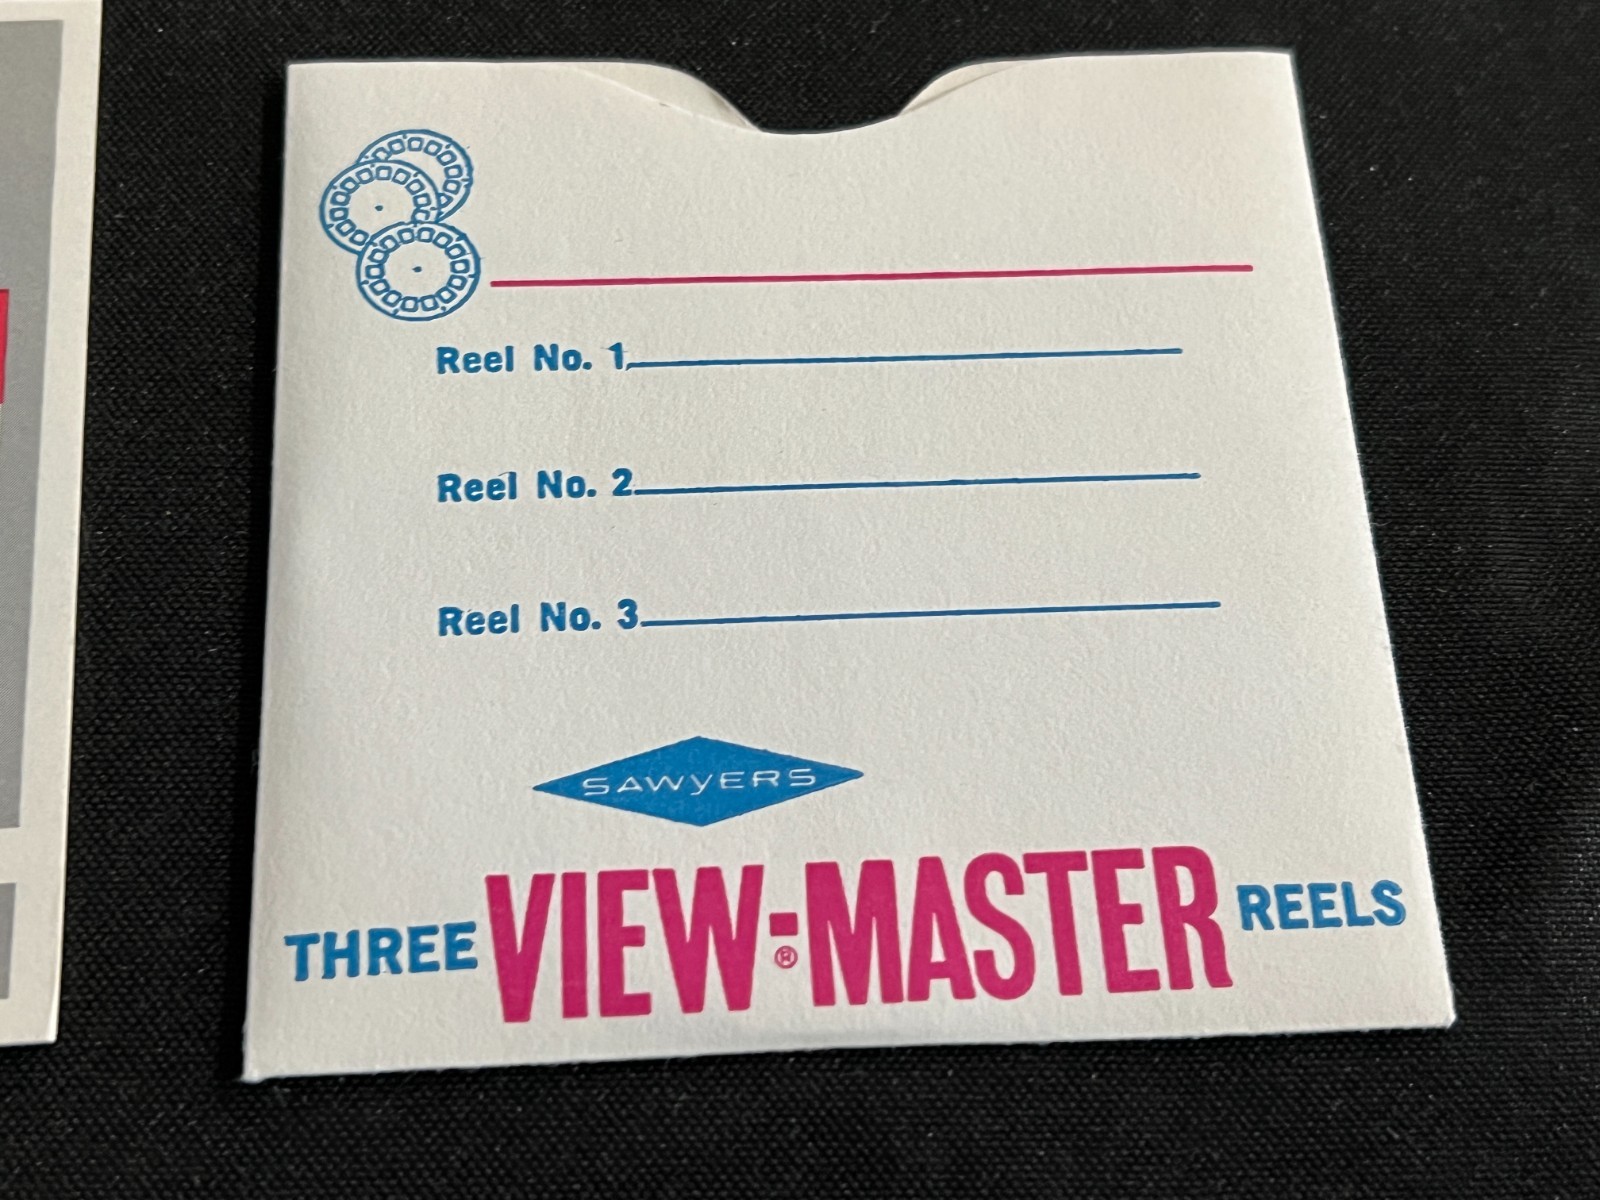 Reel No. 1
Reel No. 2
Reel No. 3
SAWYERS
THREE VIEW-MASTER® REELS